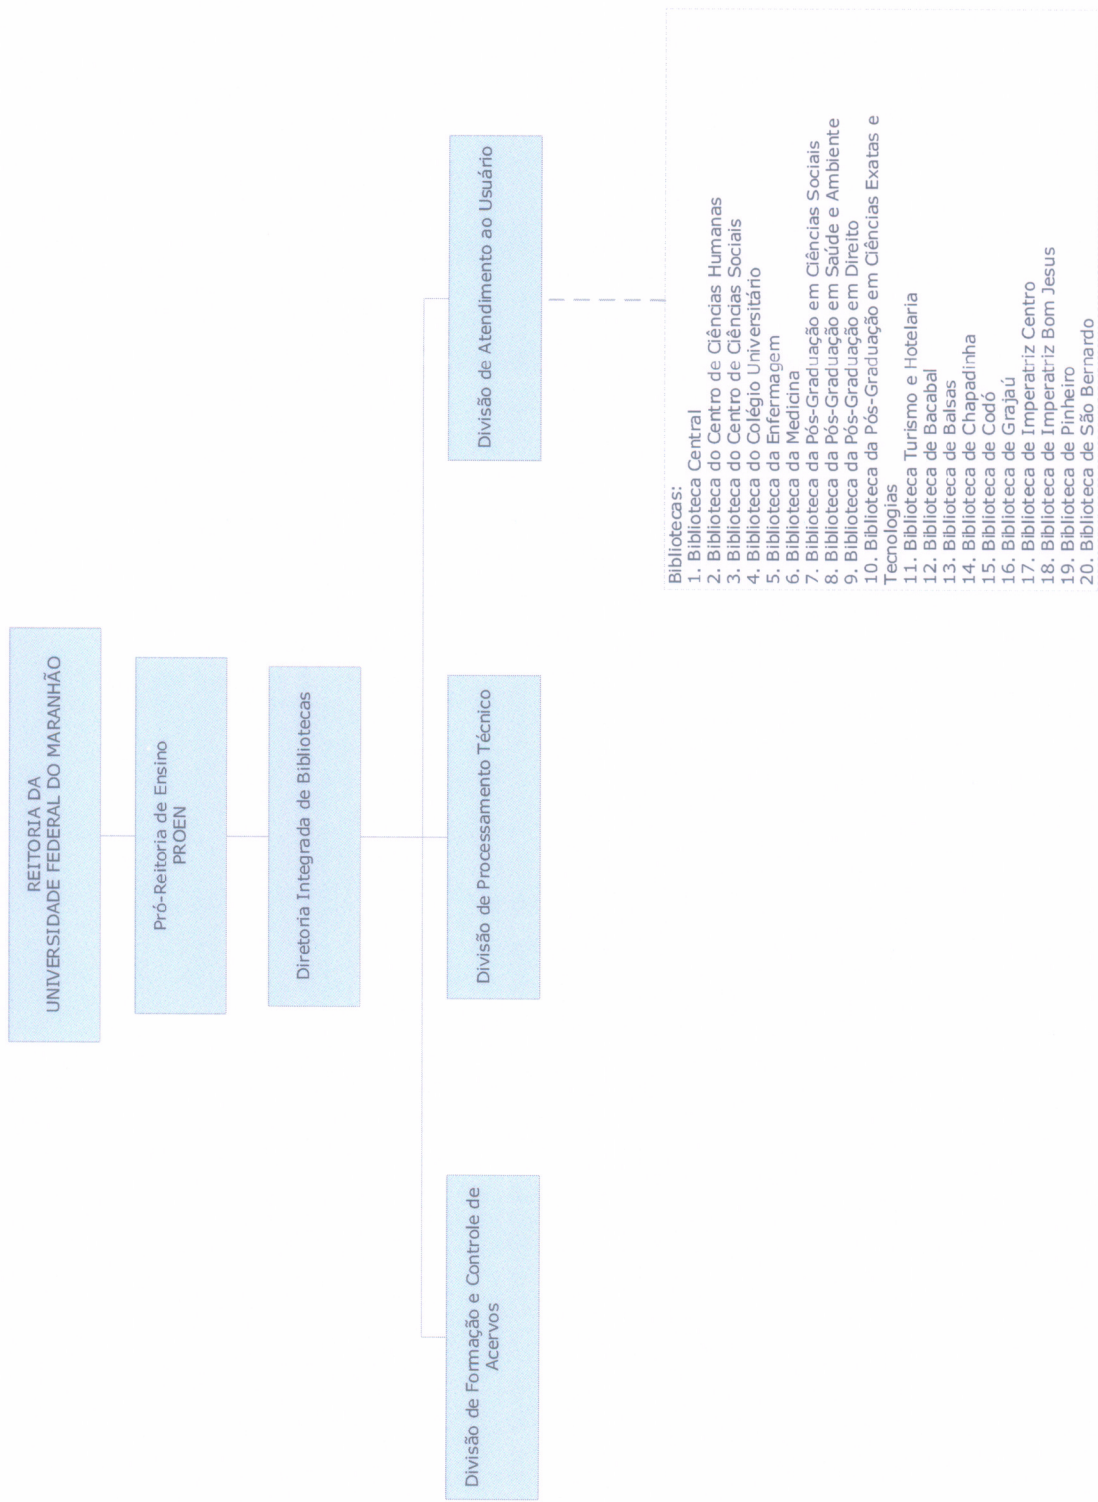 REITORIA DA
UNIVERSIDADE FEDERAL DO MARANHÃO
Pró-Reitoria de Ensino
PROEN
Diretoria Integrada de Bibliotecas
Divisão de Formação e Controle de
Acervos
Divisão de Processamento Técnico
Divisão de Atendimento ao Usuário
Bibliotecas:
1. Biblioteca Central
2. Biblioteca do Centro de Ciências Humanas
3. Biblioteca do Centro de Ciências Sociais
4. Biblioteca do Colégio Universitário
5. Biblioteca da Enfermagem
6. Biblioteca da Medicina
7. Biblioteca da Pós-Graduação em Ciências Sociais
8. Biblioteca da Pós-Graduação em Saúde e Ambiente
9. Biblioteca da Pós-Graduação em Direito
10. Biblioteca da Pós-Graduação em Ciências Exatas e
Tecnologias
11. Biblioteca Turismo e Hotelaria
12. Biblioteca de Bacabal
13. Biblioteca de Balsas
14. Biblioteca de Chapadinha
15. Biblioteca de Codó
16. Biblioteca de Grajaú
17. Biblioteca de Imperatriz Centro
18. Biblioteca de Imperatriz Bom Jesus
19. Biblioteca de Pinheiro
20. Biblioteca de São Bernardo